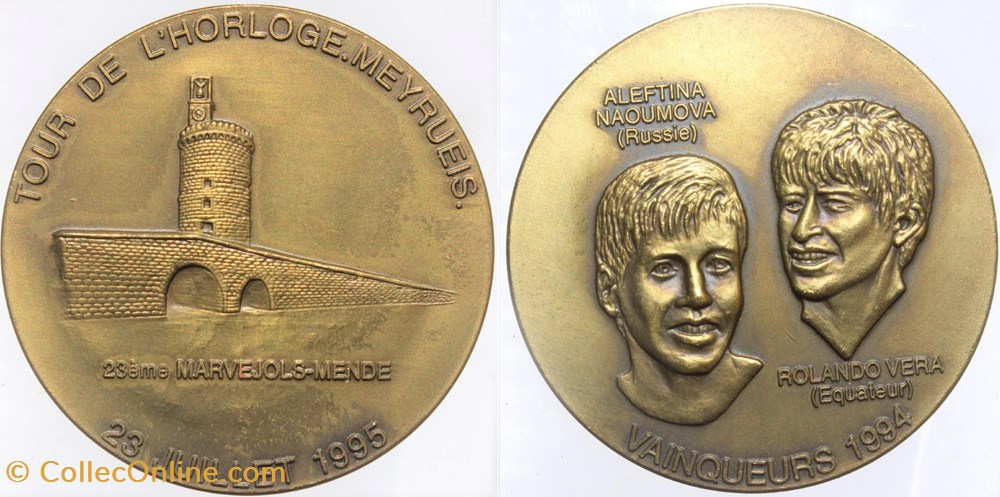 TOUR DE L'HORLOGE.MEYRUEIS.
23ème MARVEJOLS-MENDE
23 JUILLET 1995
© CollecOnline.com
ALEFTINA
NAOUMOVA
(Russie)
ROLANDO VERA
(Equateur)
VAINQUEURS 1994